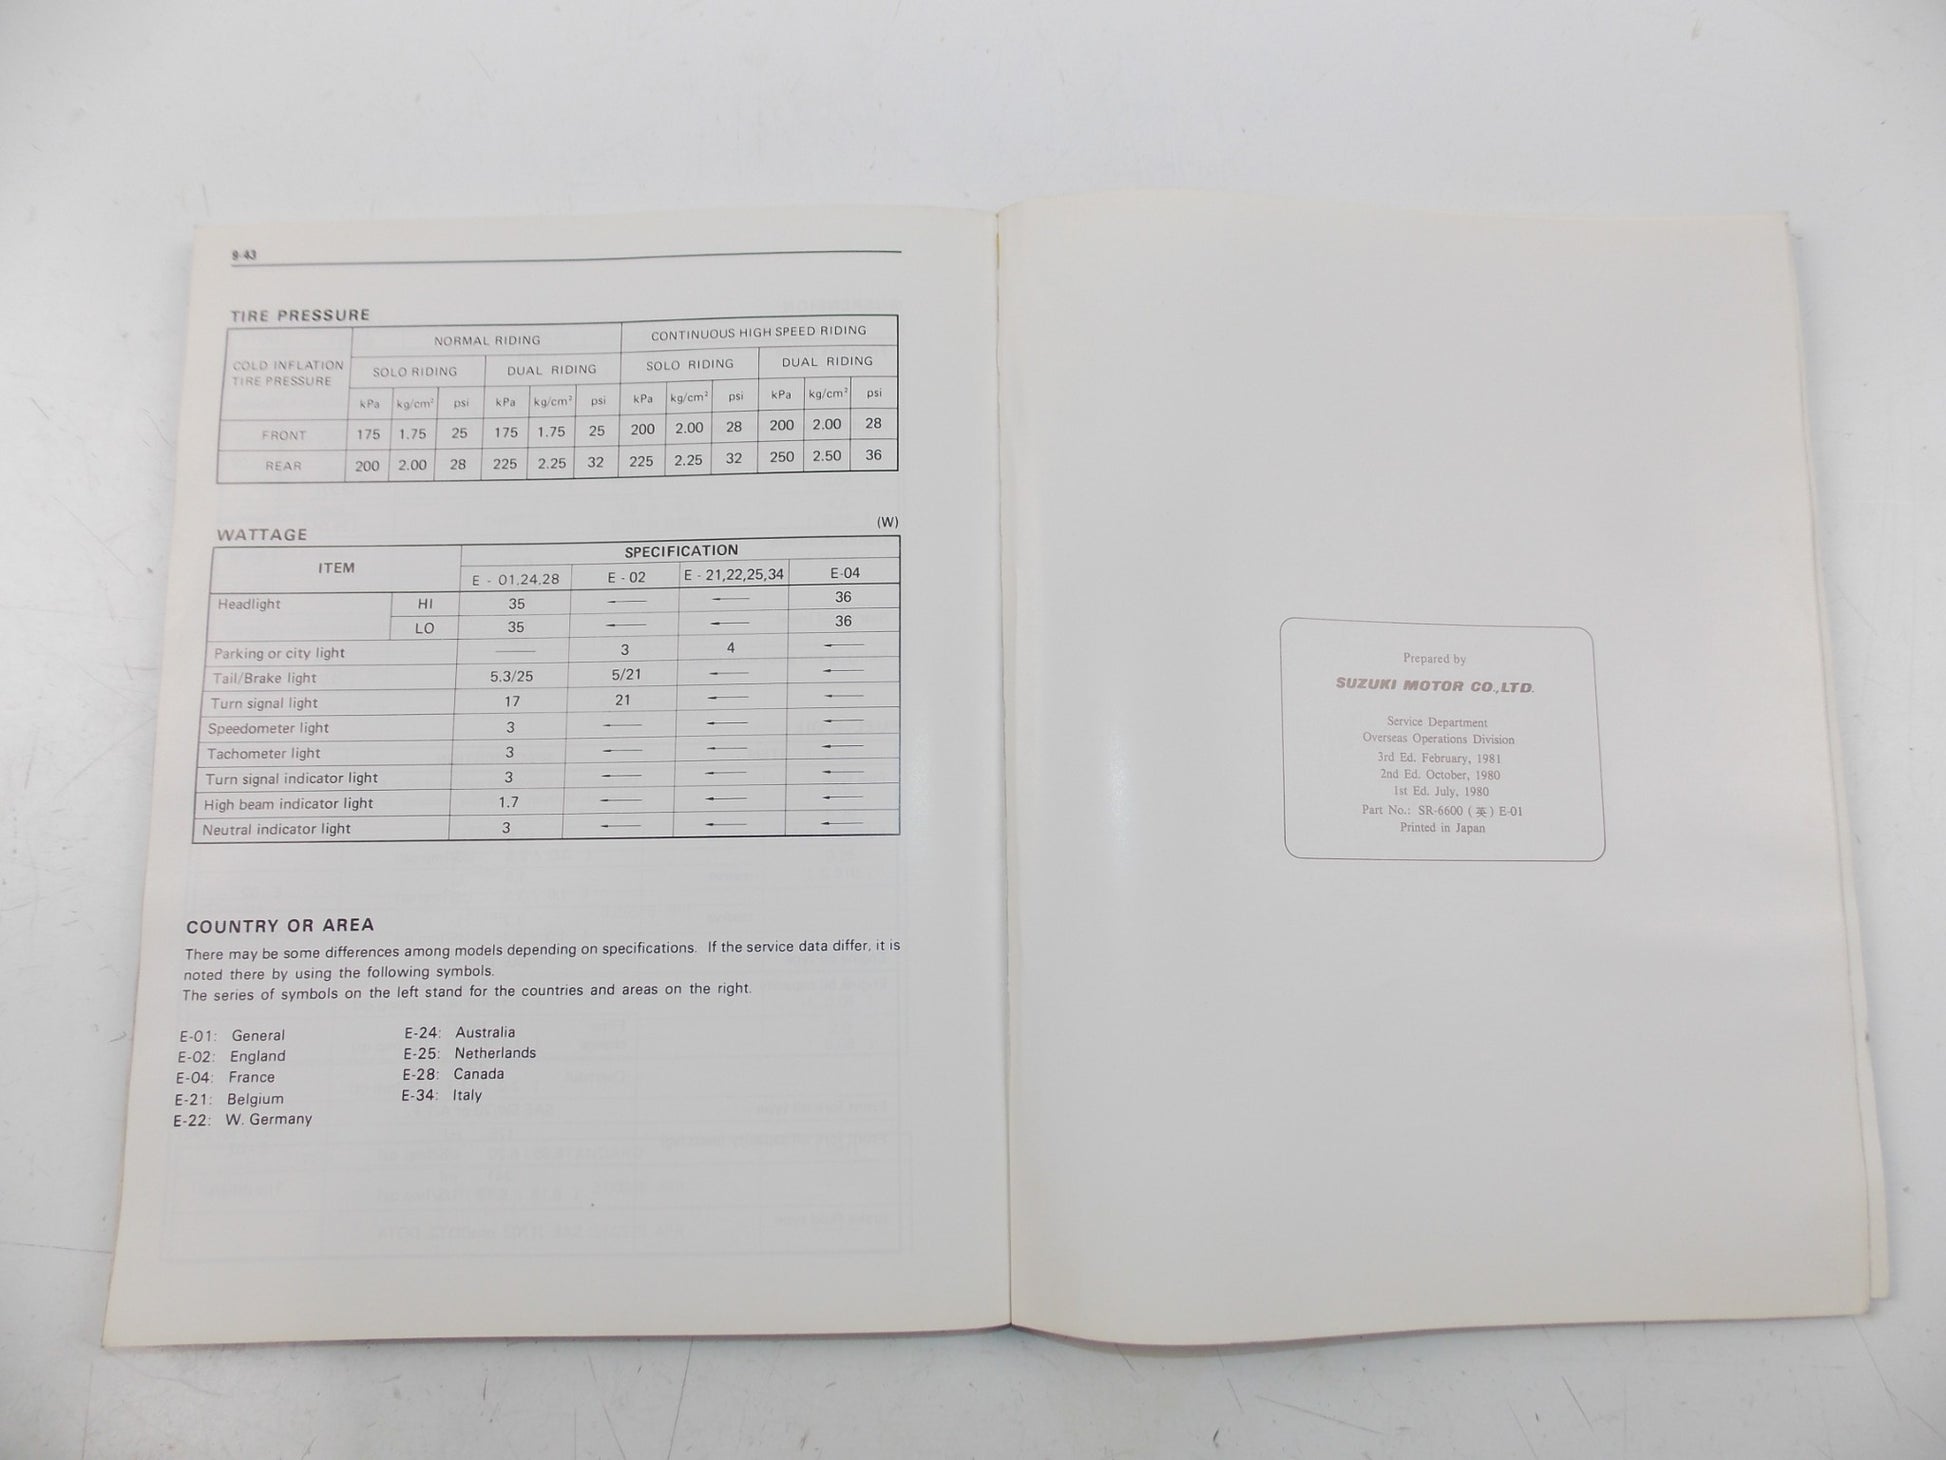 9-43
TIRE PRESSURE
COLD INFLATION TIRE PRESSURE NORMAL RIDING CONTINUOUS HIGH SPEED RIDING
SOLO RIDING DUAL RIDING SOLO RIDING DUAL RIDING
kPa kg/cm² psi kPa kg/cm² psi kPa kg/cm² psi kPa kg/cm² psi
FRONT 175 1.75 25 175 1.75 25 200 2.00 28 200 2.00 28
REAR 200 2.00 28 225 2.25 32 225 2.25 32 250 2.50 36
WATTAGE (W)
ITEM SPECIFICATION
E - 01,24,28 E - 02 E - 21,22,25,34 E-04
Headlight HI 35 ← ← 36
LO 35 ← ← 36
Parking or city light — 3 4 ←
Tail/Brake light 5.3/25 5/21 ← ←
Turn signal light 17 21 ← ←
Speedometer light 3 ← ← ←
Tachometer light 3 ← ← ←
Turn signal indicator light 3 ← ← ←
High beam indicator light 1.7 ← ← ←
Neutral indicator light 3 ← ← ←
COUNTRY OR AREA
There may be some differences among models depending on specifications. If the service data differ, it is
noted there by using the following symbols.
The series of symbols on the left stand for the countries and areas on the right.
E-01: General
E-02: England
E-04: France
E-21: Belgium
E-22: W. Germany
E-24: Australia
E-25: Netherlands
E-28: Canada
E-34: Italy
Prepared by
SUZUKI MOTOR CO.,LTD.
Service Department
Overseas Operations Division
3rd Ed. February, 1981
2nd Ed. October, 1980
1st Ed. July, 1980
Part No.: SR-6600 (英) E-01
Printed in Japan